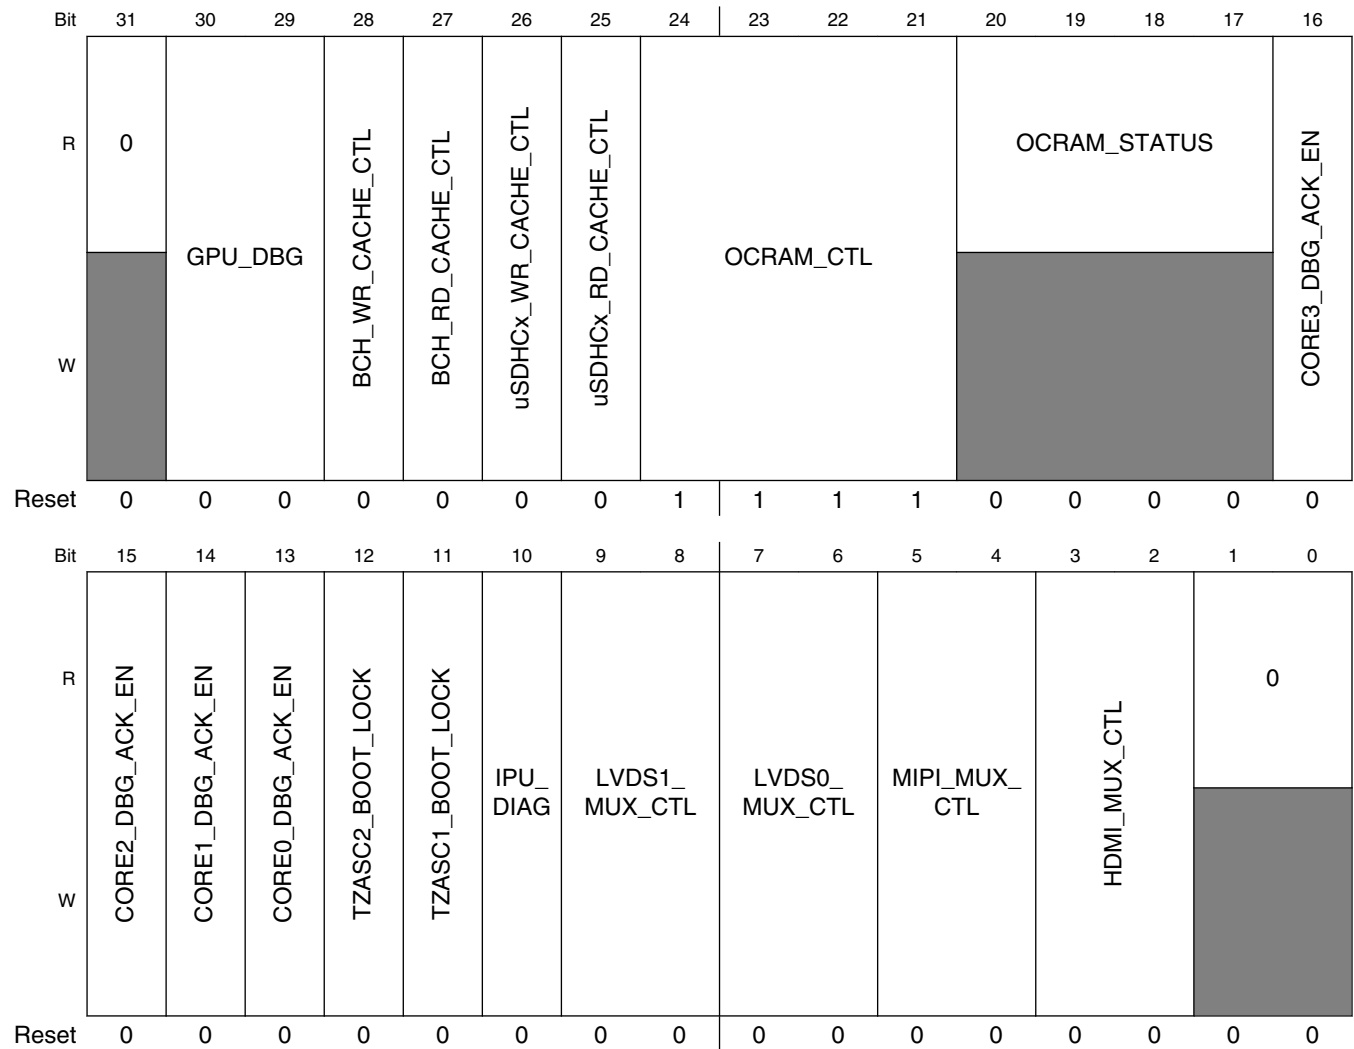 Bit 31 30 29 28 27 26 25 24 23 22 21 20 19 18 17 16
R 0 GPU_DBG BCH_WR_CACHE_CTL BCH_RD_CACHE_CTL uSDHCx_WR_CACHE_CTL uSDHCx_RD_CACHE_CTL OCRAM_CTL OCRAM_STATUS CORE3_DBG_ACK_EN
W
Reset 0 0 0 0 0 0 0 1 1 1 1 0 0 0 0 0
Bit 15 14 13 12 11 10 9 8 7 6 5 4 3 2 1 0
R CORE2_DBG_ACK_EN CORE1_DBG_ACK_EN CORE0_DBG_ACK_EN TZASC2_BOOT_LOCK TZASC1_BOOT_LOCK IPU_ LVDS1_ LVDS0_ MIPI_MUX_ HDMI_MUX_CTL 0
DIAG MUX_CTL MUX_CTL CTL
W
Reset 0 0 0 0 0 0 0 0 0 0 0 0 0 0 0 0